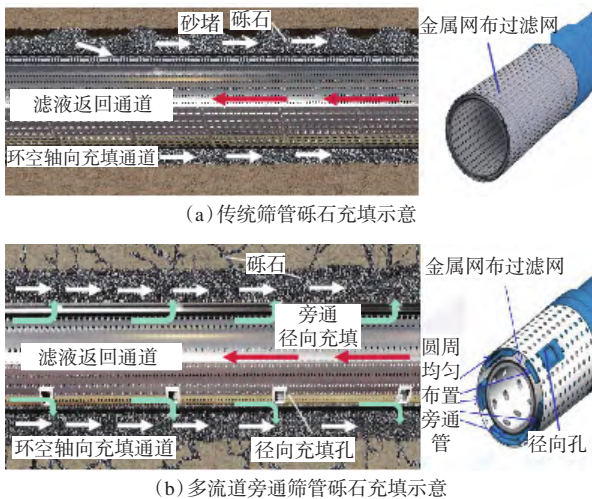 砂堵
砾石
金属网布过滤网
滤液返回通道
环空轴向充填通道
(a)传统筛管砾石充填示意
砾石
金属网布过滤网
旁通
径向充填
滤液返回通道
圆周
均匀
布置
旁通
管
环空轴向充填通道
径向充填孔
径向孔
(b)多流道旁通筛管砾石充填示意